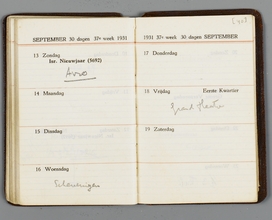 SEPTEMBER 30 dagen 37e week 1931
13 Zondag
Isr. Nieuwjaar (5692)
14 Maandag
15 Dinsdag
16 Woensdag
Scheveningen
1931 37e week 30 dagen SEPTEMBER
17 Donderdag
18 Vrijdag Eerste Kwartier
19 Zaterdag